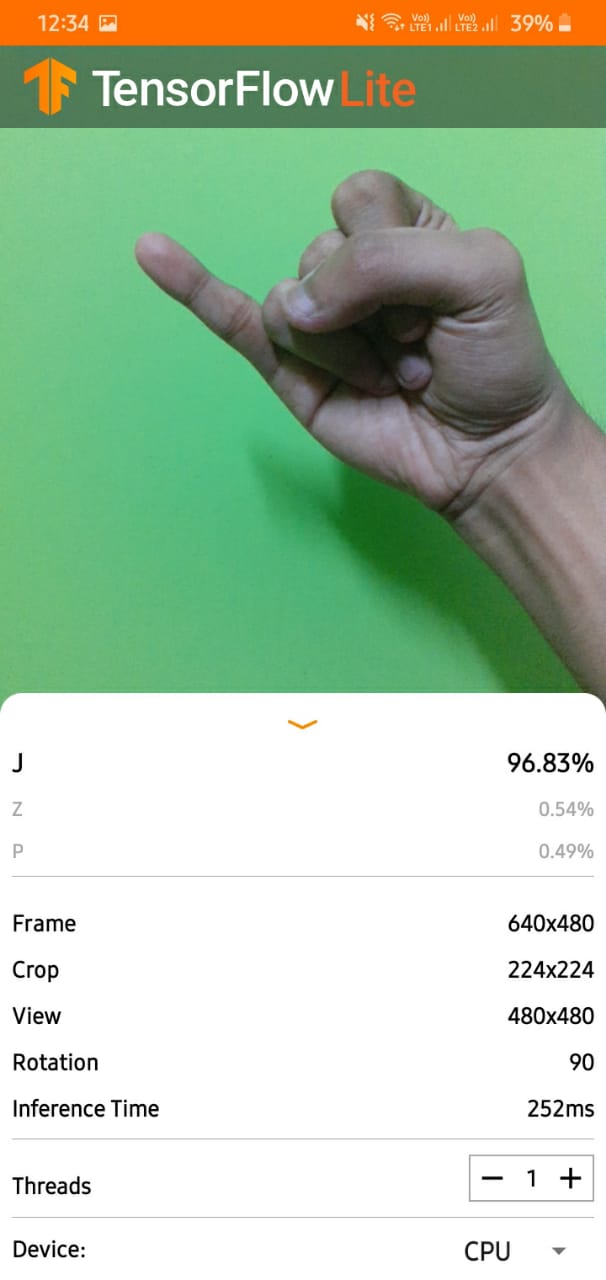 12:34 Vo)) LTE1 Vo)) LTE2 39%
TensorFlow Lite
J 96.83%
Z 0.54%
P 0.49%
Frame 640x480
Crop 224x224
View 480x480
Rotation 90
Inference Time 252ms
Threads — 1 +
Device: CPU